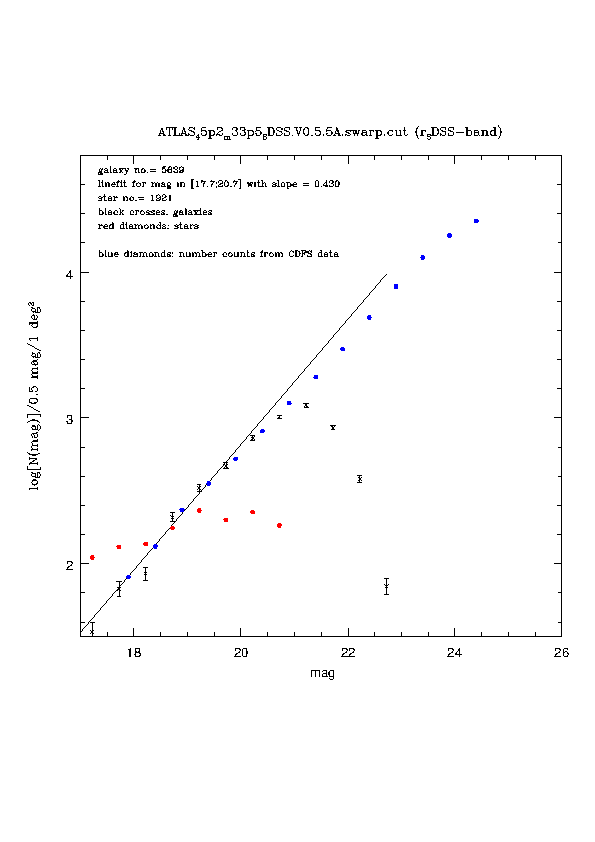 ATLAS_45p2_m33p5_SDSS.V0.5.5A.swarp.cut (r_SDSS-band)
galaxy no.= 5639
linefit for mag in [17.7;20.7] with slope = 0.430
star no.= 1921
black crosses: galaxies
red diamonds: stars
blue diamonds: number counts from CDFS data
4
3
2
log[N(mag)]/0.5 mag/1 deg²
18 20 22 24 26
mag